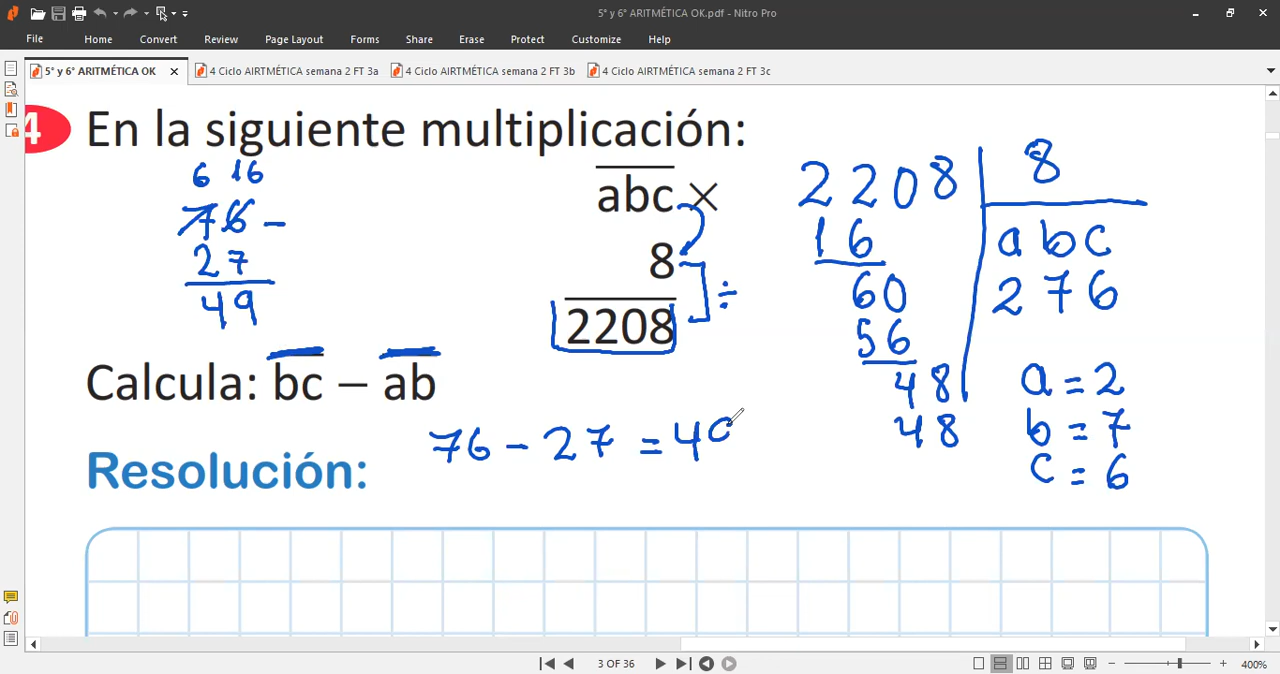 5° y 6° ARITMÉTICA OK.pdf - Nitro Pro
File Home Convert Review Page Layout Forms Share Erase Protect Customize Help
5° y 6° ARITMÉTICA OK
4 Ciclo AIRTMÉTICA semana 2 FT 3a
4 Ciclo AIRTMÉTICA semana 2 FT 3b
4 Ciclo AIRTMÉTICA semana 2 FT 3c
4 En la siguiente multiplicación:
abc ×
8
2208
÷
6 16
76 -
27
49
2208 8
16 abc
60 276
56
48
48
a = 2
b = 7
c = 6
Calcula: bc – ab
76 - 27 = 49
Resolución:
3 OF 36
400%